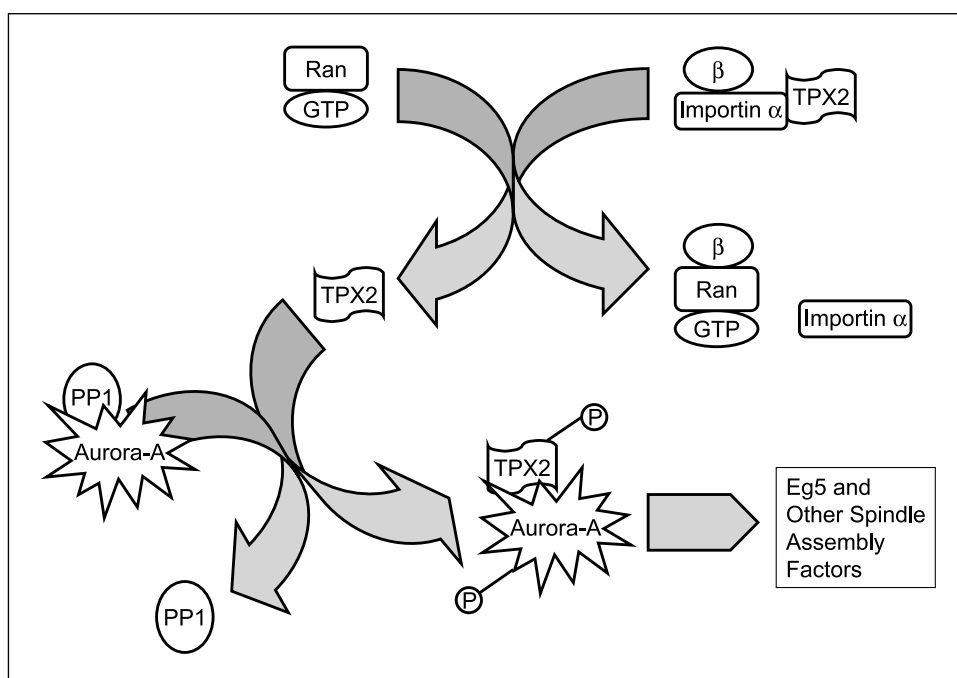 Ran
GTP
β
Importin α
TPX2
TPX2
β
Ran
GTP
Importin α
PP1
Aurora-A
P
TPX2
Aurora-A
P
PP1
Eg5 and
Other Spindle
Assembly
Factors